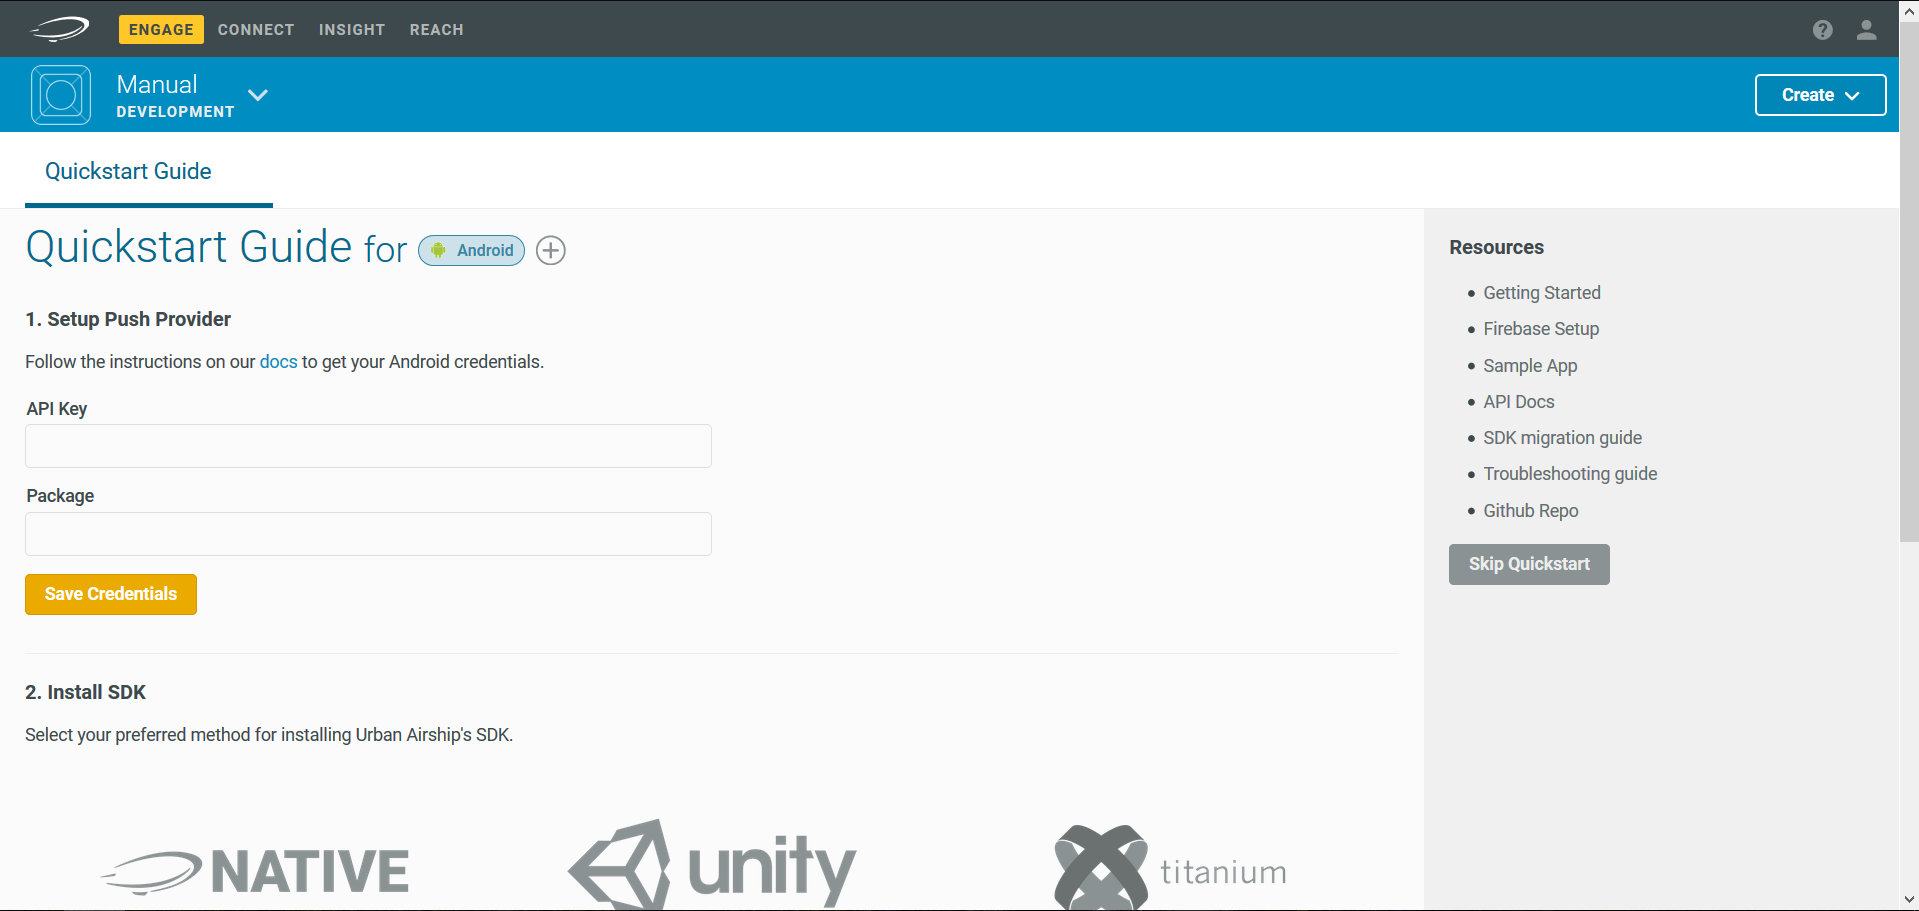 ENGAGE CONNECT INSIGHT REACH
Manual
DEVELOPMENT
Create
Quickstart Guide
Quickstart Guide for Android
1. Setup Push Provider
Follow the instructions on our docs to get your Android credentials.
API Key
Package
Save Credentials
2. Install SDK
Select your preferred method for installing Urban Airship's SDK.
NATIVE
unity
titanium
Resources
Getting Started
Firebase Setup
Sample App
API Docs
SDK migration guide
Troubleshooting guide
Github Repo
Skip Quickstart